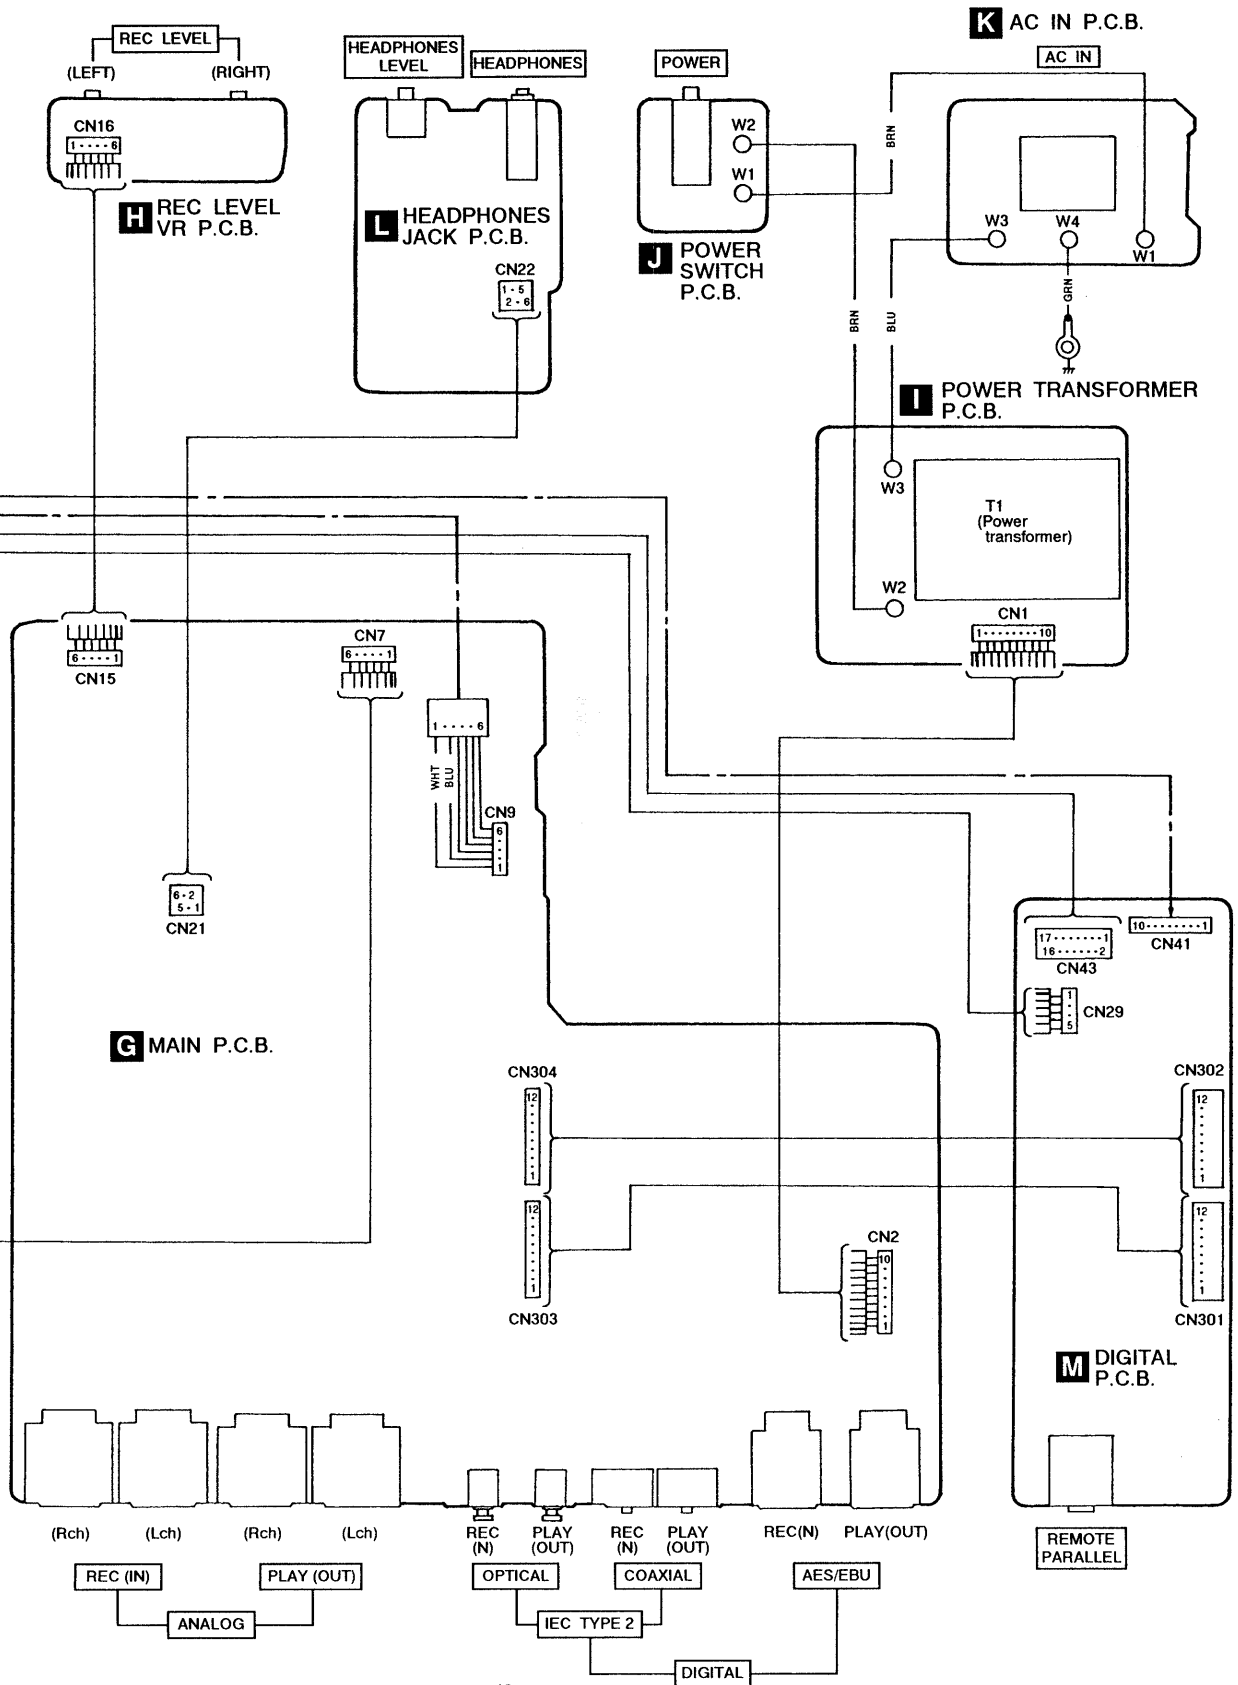 K AC IN P.C.B.
REC LEVEL
(LEFT) (RIGHT)
HEADPHONES
LEVEL
HEADPHONES
POWER
AC IN
CN16
1 · · · · 6
W2
W1
BRN
H REC LEVEL
VR P.C.B.
L HEADPHONES
JACK P.C.B.
J POWER
SWITCH
P.C.B.
W3 W4 W1
CN22
1 · 5
2 · 6
GRN
BRN BLU
I POWER TRANSFORMER
P.C.B.
W3
T1
(Power
transformer)
W2
CN1
1 · · · · · · · · 10
6 · · · · 1
CN15
CN7
6 · · · · 1
1 · · · · 6
WHT BLU
CN9
6
1
6 · 2
5 · 1
CN21
17 · · · · · · · 1
16 · · · · · · 2
CN43
10 · · · · · · · · 1
CN41
1
5
CN29
G MAIN P.C.B.
CN304
12
1
CN302
12
1
12
1
CN303
12
1
CN301
CN2
10
1
M DIGITAL
P.C.B.
(Rch) (Lch) (Rch) (Lch)
REC
(N)
PLAY
(OUT)
REC
(N)
PLAY
(OUT)
REC(N) PLAY(OUT)
REMOTE
PARALLEL
REC (IN) PLAY (OUT) OPTICAL COAXIAL AES/EBU
ANALOG IEC TYPE 2
DIGITAL